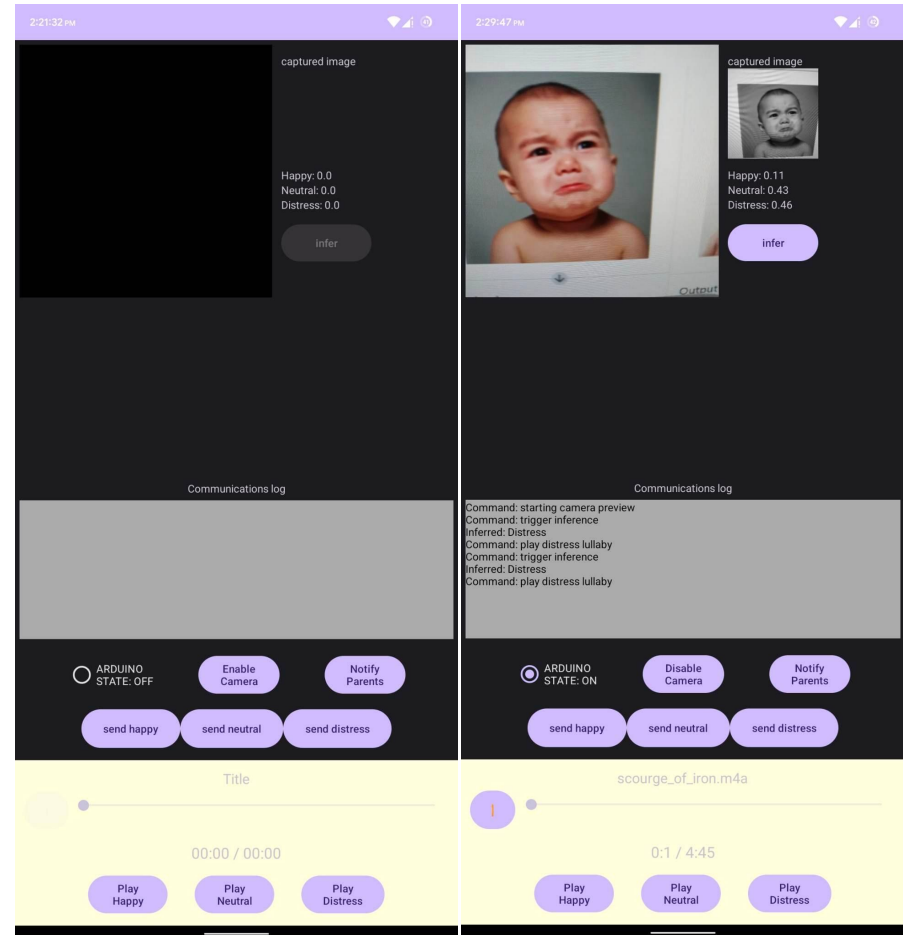 2:21:32 PM
captured image
Happy: 0.0
Neutral: 0.0
Distress: 0.0
infer
Communications log
ARDUINO
STATE: OFF
Enable
Camera
Notify
Parents
send happy
send neutral
send distress
Title
00:00 / 00:00
Play
Happy
Play
Neutral
Play
Distress
2:29:47 PM
captured image
Happy: 0.11
Neutral: 0.43
Distress: 0.46
infer
Output
Communications log
Command: starting camera preview
Command: trigger inference
Inferred: Distress
Command: play distress lullaby
Command: trigger inference
Inferred: Distress
Command: play distress lullaby
ARDUINO
STATE: ON
Disable
Camera
Notify
Parents
send happy
send neutral
send distress
scourge_of_iron.m4a
0:1 / 4:45
Play
Happy
Play
Neutral
Play
Distress